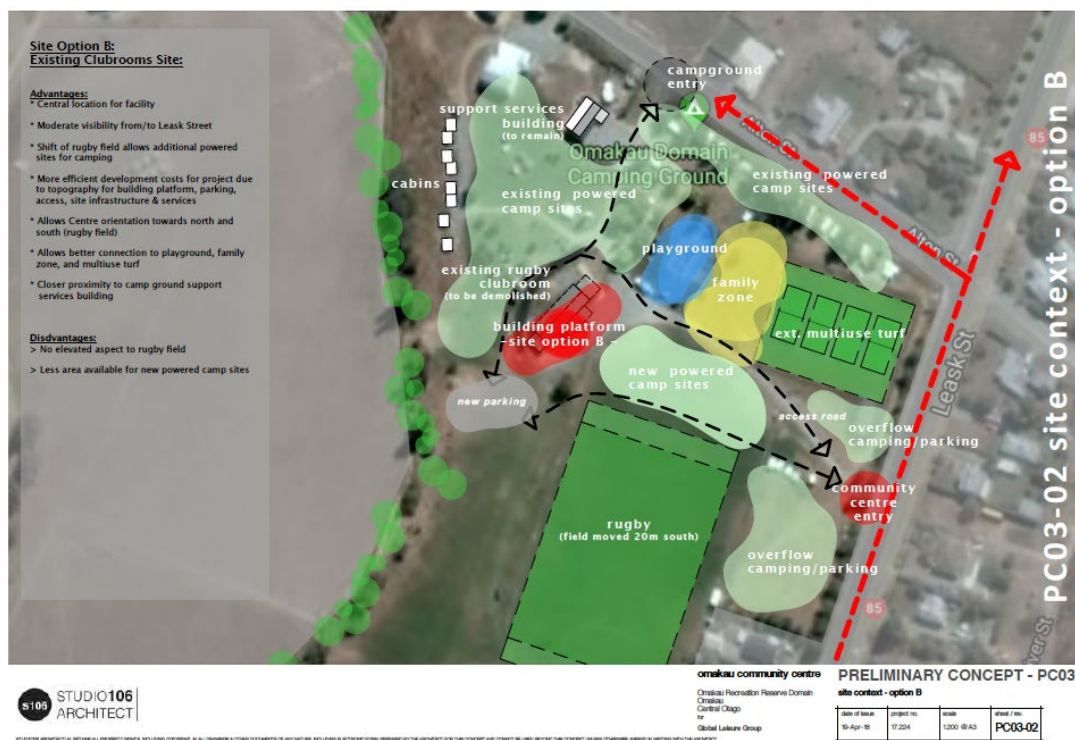 Site Option B:
Existing Clubrooms Site:
Advantages:
* Central location for facility
* Moderate visibility from/to Leask Street
* Shift of rugby field allows additional powered
sites for camping
* More efficient development costs for project due
to topography for building platform, parking,
access, site infrastructure & services
* Allows Centre orientation towards north and
south (rugby field)
* Allows better connection to playground, family
zone, and multiuse turf
* Closer proximity to camp ground support
services building
Disdvantages:
> No elevated aspect to rugby field
> Less area available for new powered camp sites
campground
entry
support services
building
(to remain)
Omakau Domain
Camping Ground
Alton St
85
cabins
existing powered
camp sites
existing powered
camp sites
Alton St
playground
family
zone
existing rugby
clubroom
(to be demolished)
building platform
-site option B -
ext. multiuse turf
new powered
camp sites
Leask St
new parking
access road
overflow
camping/parking
community
centre
entry
rugby
(field moved 20m south)
overflow
camping/parking
85
ver St
PC03-02 site context - option B
s106
STUDIO106
ARCHITECT
omakau community centre
Omakau Recreation Reserve Domain
Omakau
Central Otago
for
Global Leisure Group
PRELIMINARY CONCEPT - PC03
site context - option B
date of issue
19-Apr-18
project no.
17.224
scale
1:200 @ A3
sheet / rev.
PC03-02